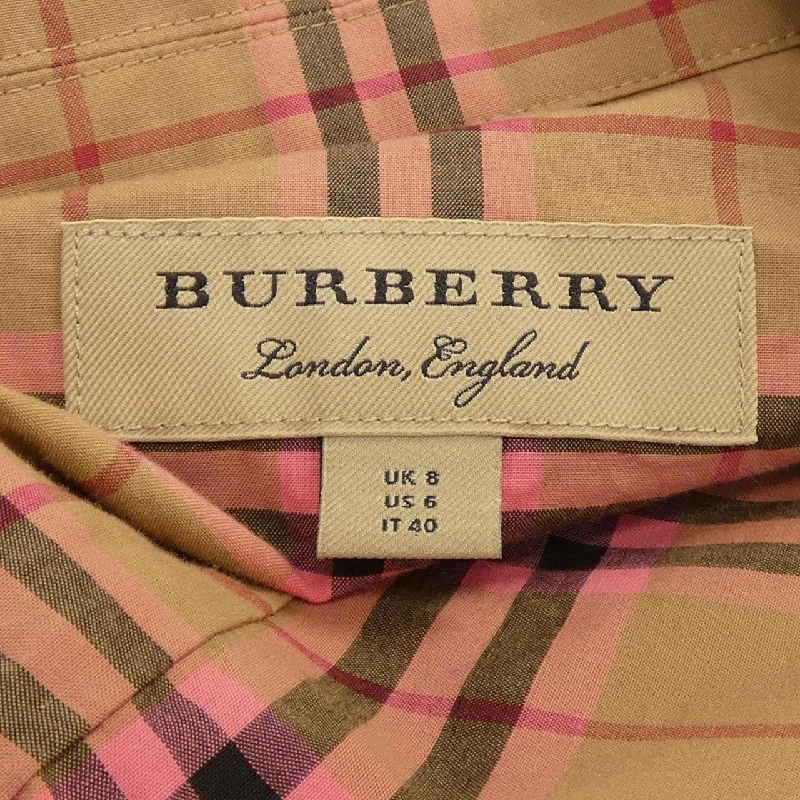 BURBERRY
London, England
UK 8
US 6
IT 40